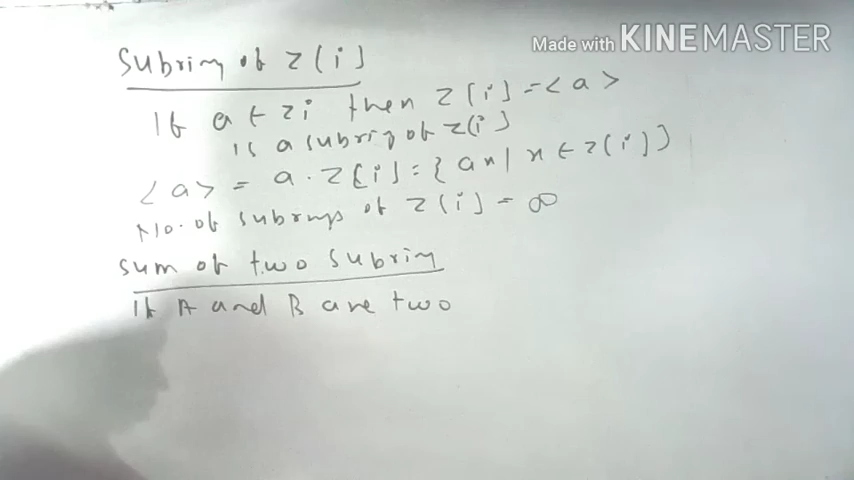 Made with KINEMASTER
Subring of Z[i]
If a ∈ Zi then Z[i] = <a>
is a subring of Z[i]
<a> = a . Z[i] = { ax | x ∈ Z[i] }
No. of subrings of Z[i] = ∞
sum of two subring
If A and B are two